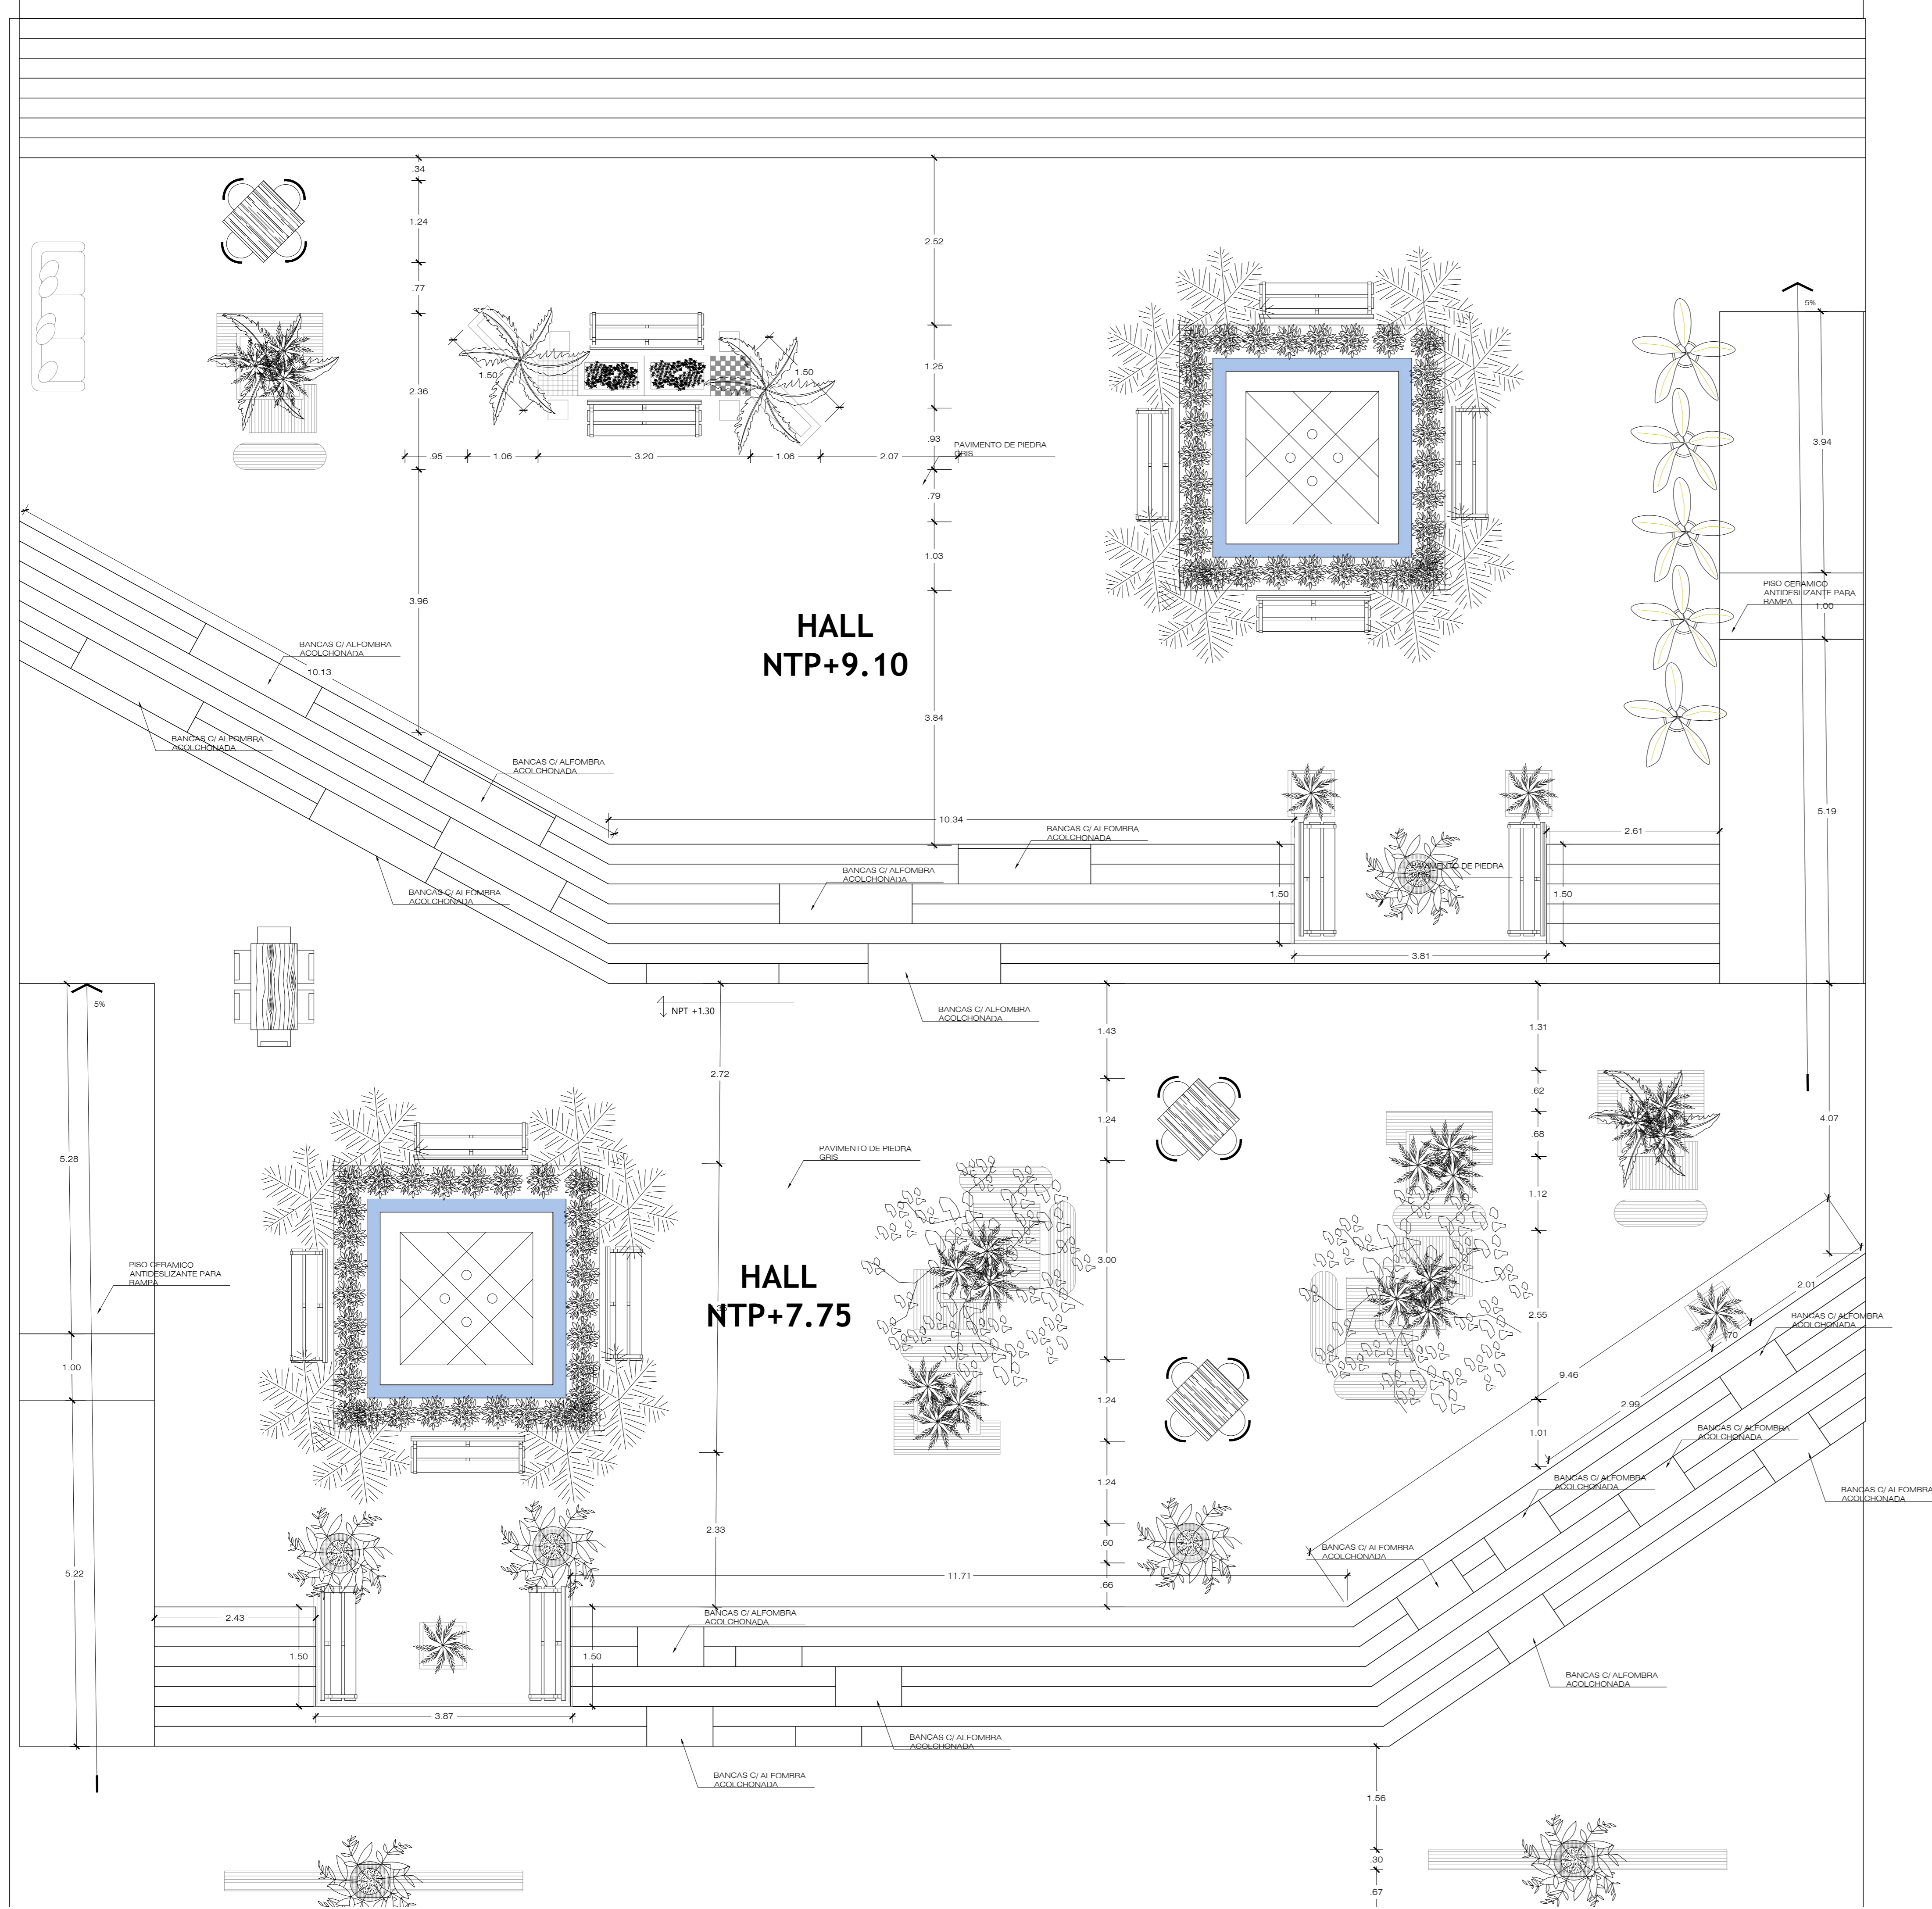 .34
1.24
2.52
.77
5%
1.50
1.50
1.25
2.36
3.94
.93
PAVIMENTO DE PIEDRA
GRIS
.95
1.06
3.20
1.06
2.07
.79
1.03
PISO CERAMICO
ANTIDESLIZANTE PARA
RAMPA
1.00
3.96
HALL
NTP+9.10
BANCAS C/ ALFOMBRA
ACOLCHONADA
10.13
3.84
BANCAS C/ ALFOMBRA
ACOLCHONADA
BANCAS C/ ALFOMBRA
ACOLCHONADA
5.19
10.34
BANCAS C/ ALFOMBRA
ACOLCHONADA
2.61
BANCAS C/ ALFOMBRA
ACOLCHONADA
PAVIMENTO DE PIEDRA
BANCAS C/ ALFOMBRA
ACOLCHONADA
1.50
1.50
3.81
5%
NPT +1.30
BANCAS C/ ALFOMBRA
ACOLCHONADA
1.43
1.31
2.72
.62
1.24
4.07
.68
5.28
PAVIMENTO DE PIEDRA
GRIS
1.12
PISO CERAMICO
ANTIDESLIZANTE PARA
RAMPA
3.00
HALL
NTP+7.75
2.01
2.55
BANCAS C/ ALFOMBRA
ACOLCHONADA
.70
1.00
9.46
1.24
2.99
1.01
BANCAS C/ ALFOMBRA
ACOLCHONADA
1.24
BANCAS C/ ALFOMBRA
ACOLCHONADA
BANCAS C/ ALFOMBRA
ACOLCHONADA
2.33
.60
BANCAS C/ ALFOMBRA
ACOLCHONADA
5.22
11.71
.66
2.43
BANCAS C/ ALFOMBRA
ACOLCHONADA
1.50
1.50
BANCAS C/ ALFOMBRA
ACOLCHONADA
3.87
BANCAS C/ ALFOMBRA
ACOLCHONADA
BANCAS C/ ALFOMBRA
ACOLCHONADA
1.56
.30
.67